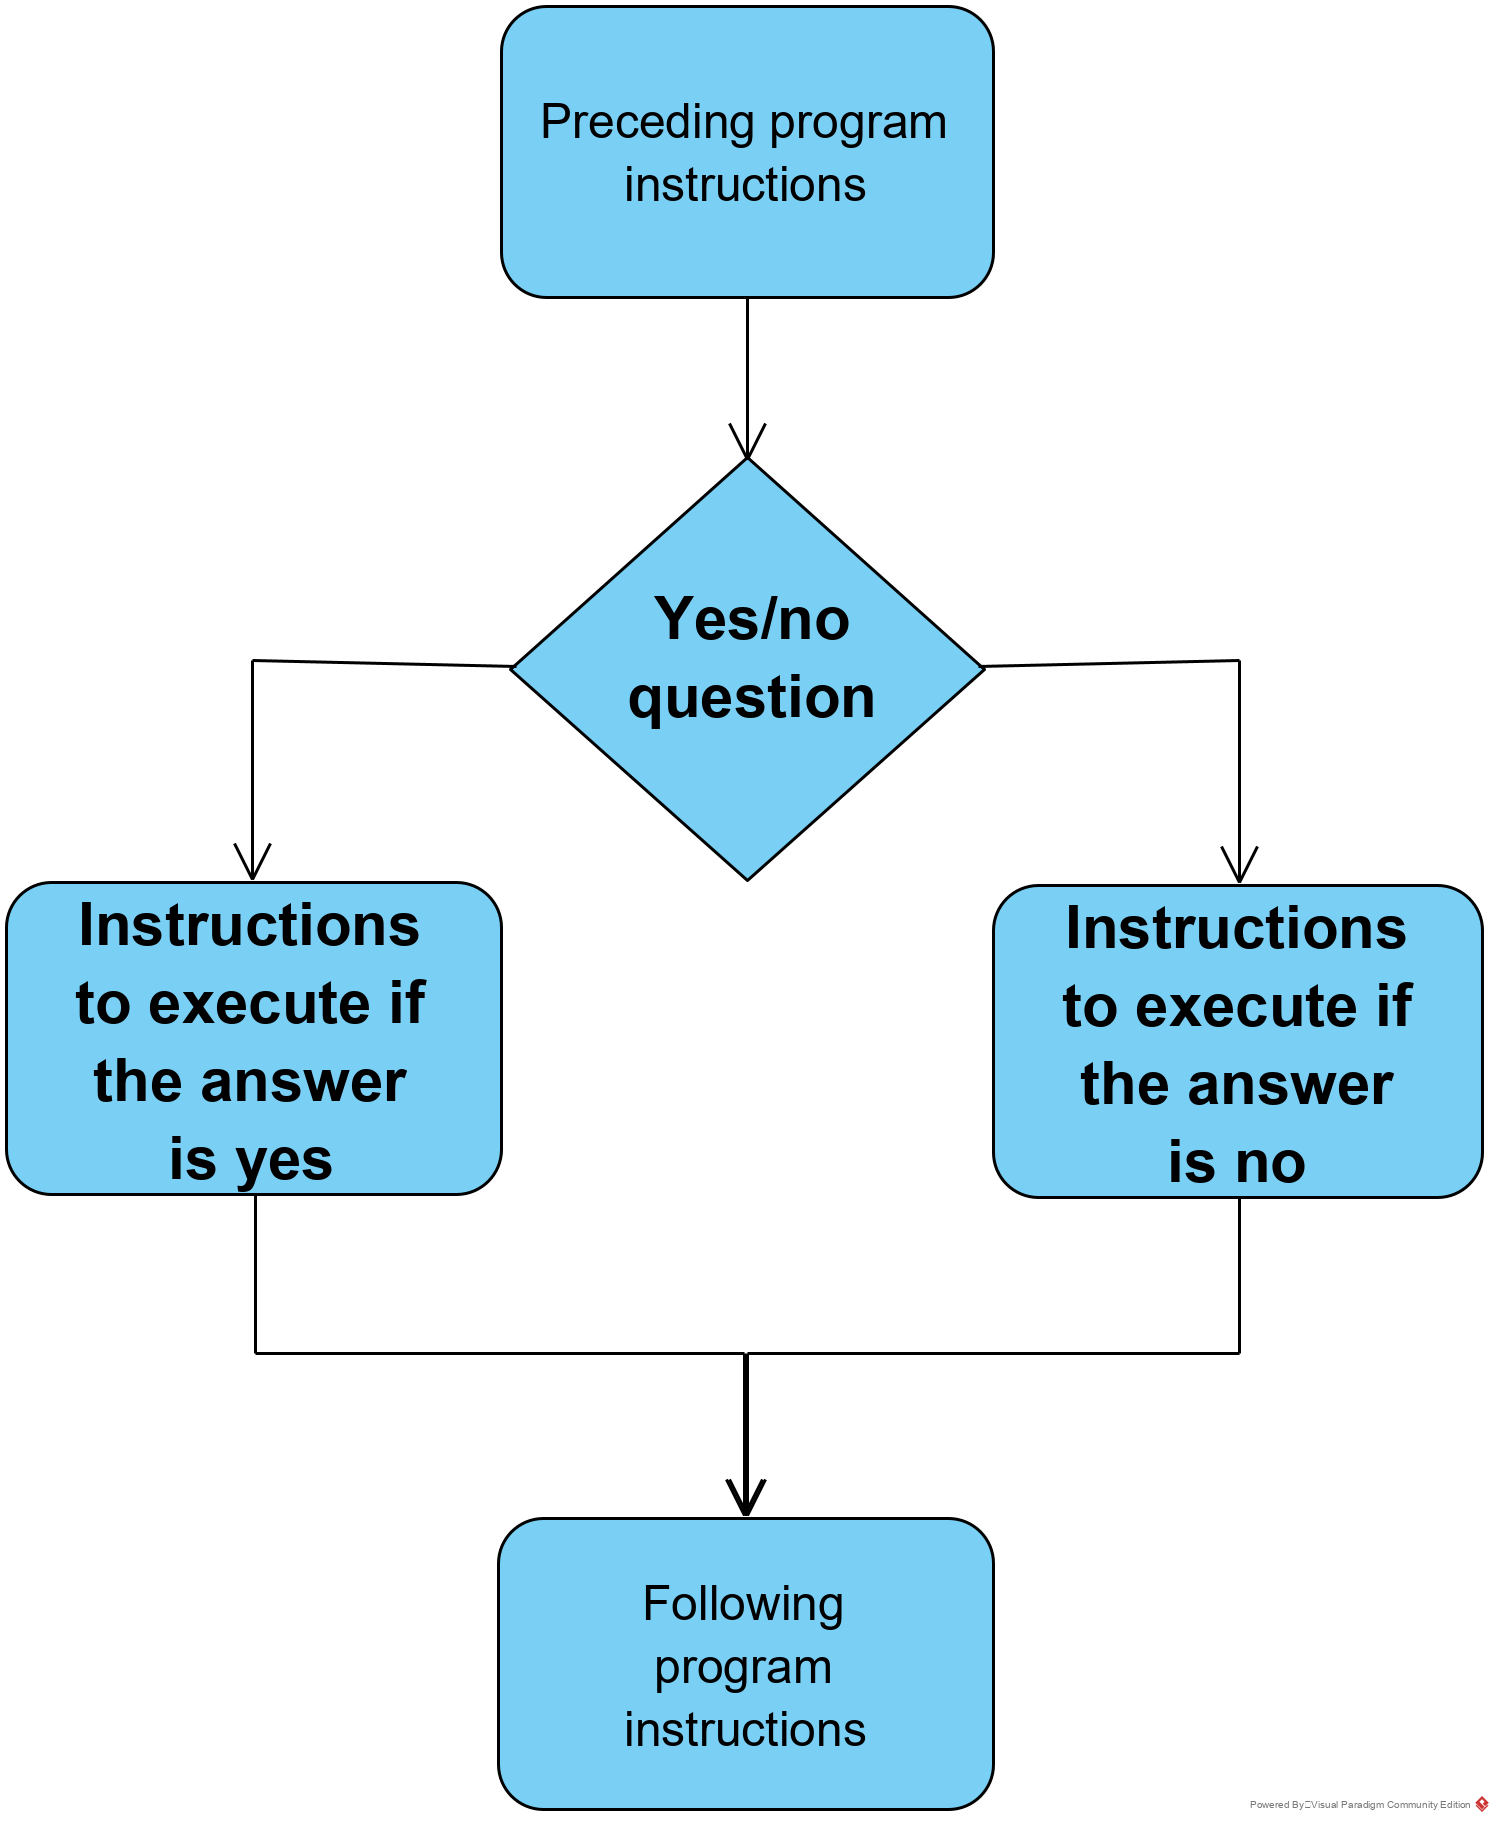 Preceding program
instructions
Yes/no
question
Instructions
to execute if
the answer
is yes
Instructions
to execute if
the answer
is no
Following
program
instructions
Powered By Visual Paradigm Community Edition